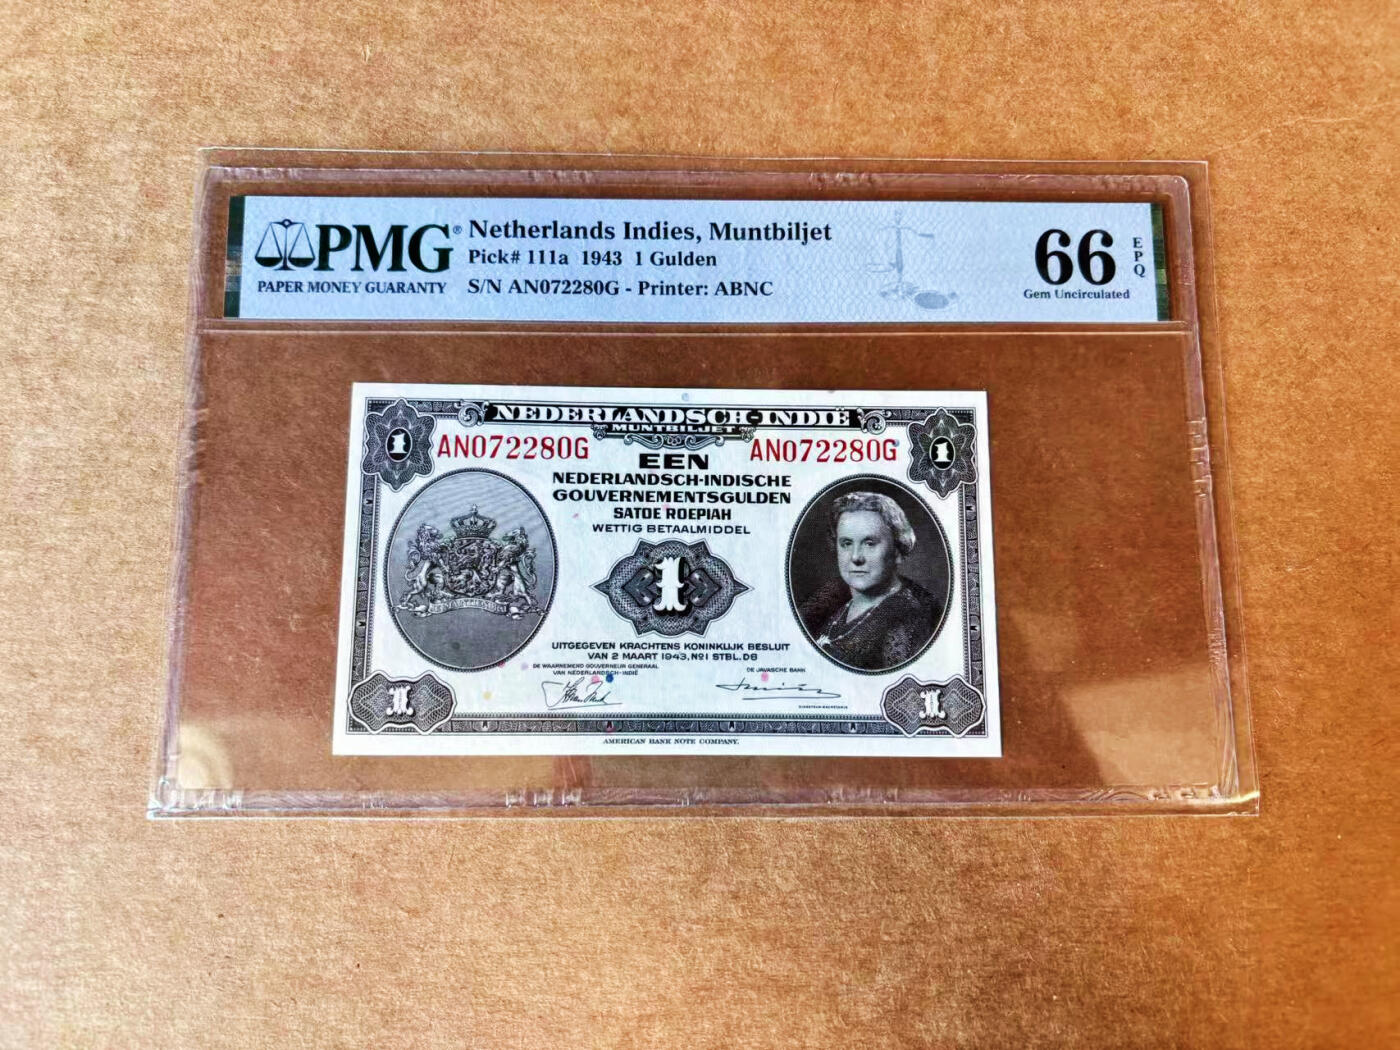 PMG®
PAPER MONEY GUARANTY
Netherlands Indies, Muntbiljet
Pick# 111a 1943 1 Gulden
S/N AN072280G - Printer: ABNC
66 EPQ
Gem Uncirculated
NEDERLANDSCH-INDIË
MUNTBILJET
1 1
AN072280G AN072280G
EEN
NEDERLANDSCH-INDISCHE
GOUVERNEMENTSGULDEN
SATOE ROEPIAH
WETTIG BETAALMIDDEL
1
UITGEGEVEN KRACHTENS KONINKLIJK BESLUIT
VAN 2 MAART 1943, No1 STBL. D6
DE WAARNEMEND GOUVERNEUR GENERAAL
VAN NEDERLANDSCH-INDIË
DE JAVASCHE BANK
1 1
AMERICAN BANK NOTE COMPANY.